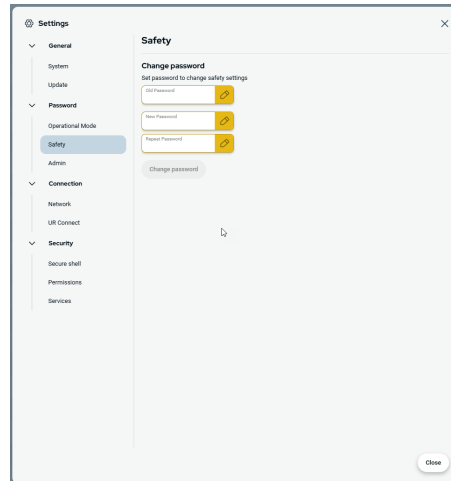 Settings
General
System
Update
Password
Operational Mode
Safety
Admin
Connection
Network
UR Connect
Security
Secure shell
Permissions
Services
Safety
Change password
Set password to change safety settings
Old Password
New Password
Repeat Password
Change password
Close